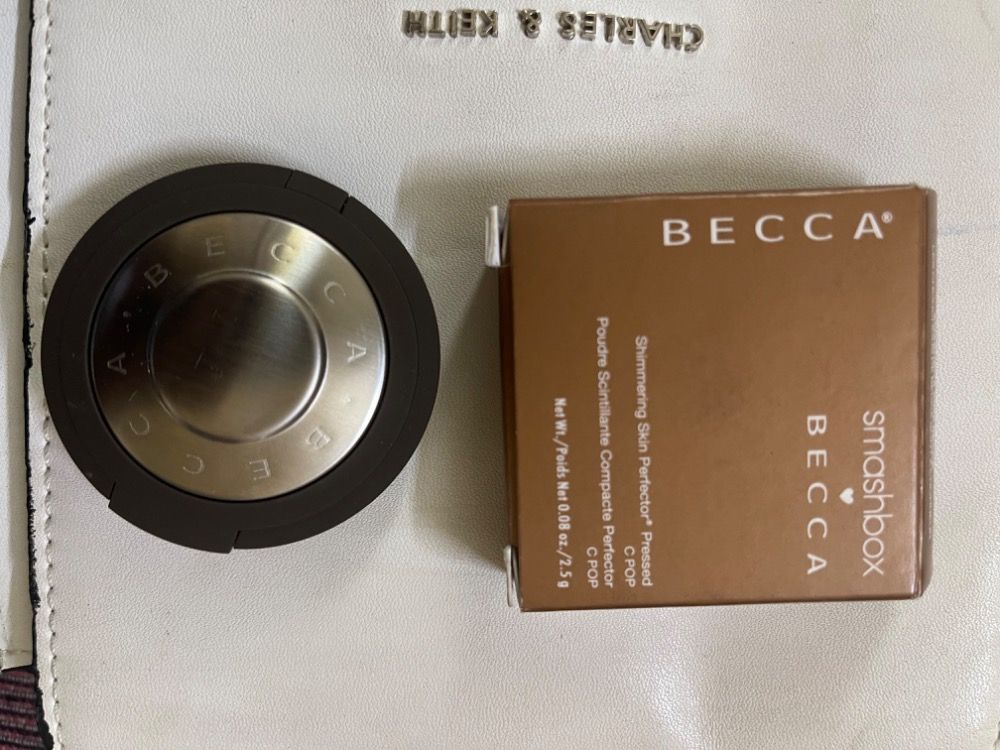 CHARLES & KEITH
BECCA · BECCA ·
BECCA®
smashbox
♥
BECCA
Shimmering Skin Perfector® Pressed
C POP
Poudre Scintillante Compacte Perfector
C POP
Net Wt./Poids Net 0.08 oz./2.5 g